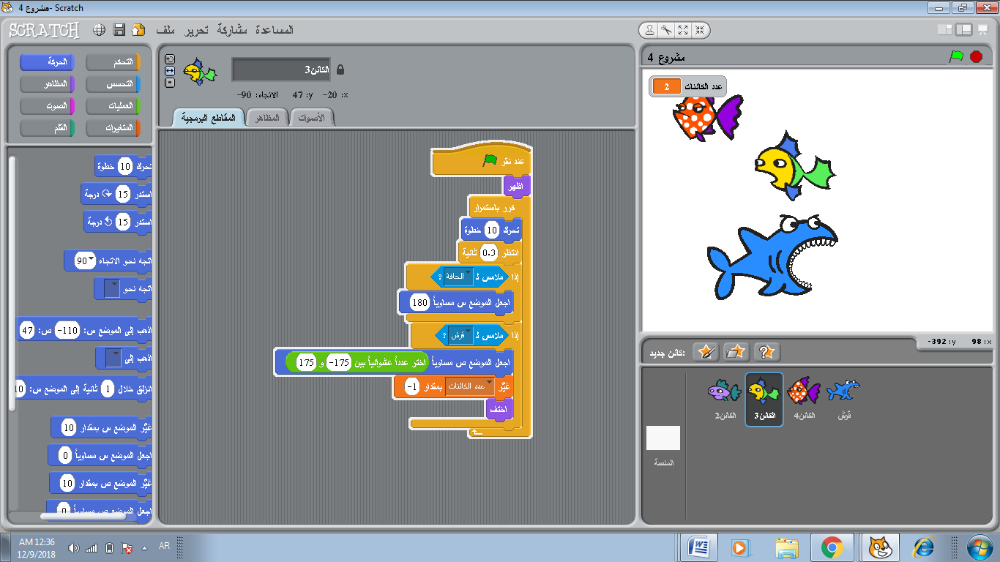 مشروع 4 - Scratch
SCRATCH
ملف تحرير مشاركة المساعدة
الحركة التحكم
المظاهر التحسس
الصوت العمليات
القلم المتغيرات
تحرك 10 خطوة
استدر 15 درجة
استدر 15 درجة
اتجه نحو الاتجاه 90
اتجه نحو
اذهب إلى الموضع س: -110 ص: 47
اذهب إلى
انزلق خلال 1 ثانية إلى الموضع س:
غيّر الموضع س بمقدار 10
اجعل الموضع س مساوياً 0
غيّر الموضع ص بمقدار 10
اجعل الموضع ص مساوياً 0
الكائن3
x: -20 y: 47 الاتجاه: -90
المقاطع البرمجية المظاهر الأصوات
عند نقر
اظهر
كرر باستمرار
تحرك 10 خطوة
انتظر 0.3 ثانية
إذا ملامس لـ الحافة ؟
اجعل الموضع س مساوياً 180
إذا ملامس لـ قرش ؟
اجعل الموضع ص مساوياً اختر عدداً عشوائياً بين -175 و 175
غيّر عدد الكائنات بمقدار -1
اختف
مشروع 4
عدد الكائنات 2
x: 98 y: -392
كائن جديد:
الكائن2 الكائن3 الكائن4 قرش
المنصة
AR
AM 12:36
12/9/2018